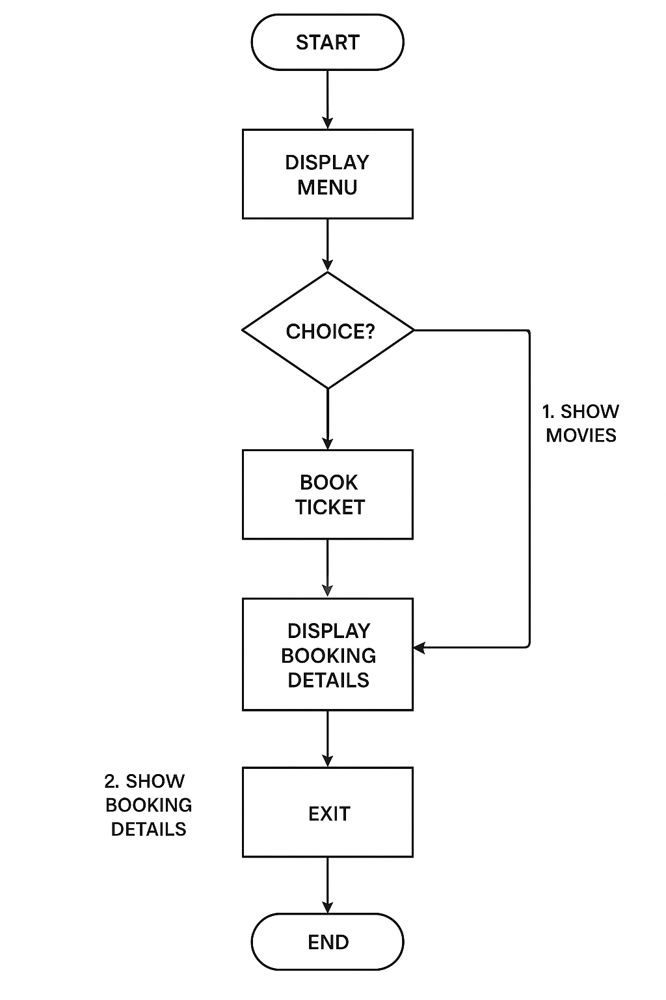 START
DISPLAY
MENU
CHOICE?
1. SHOW
MOVIES
BOOK
TICKET
DISPLAY
BOOKING
DETAILS
2. SHOW
BOOKING
DETAILS
EXIT
END